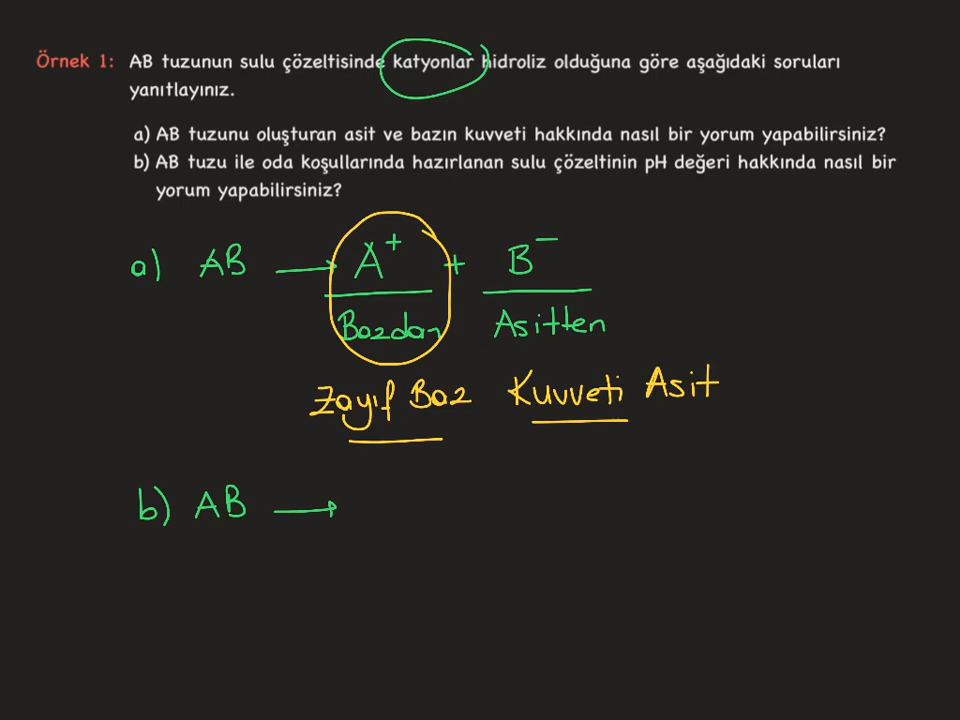 Örnek 1: AB tuzunun sulu çözeltisinde katyonlar hidroliz olduğuna göre aşağıdaki soruları
yanıtlayınız.
a) AB tuzunu oluşturan asit ve bazın kuvveti hakkında nasıl bir yorum yapabilirsiniz?
b) AB tuzu ile oda koşullarında hazırlanan sulu çözeltinin pH değeri hakkında nasıl bir
yorum yapabilirsiniz?
a) AB → A⁺ + B⁻
Bazdan Asitten
Zayıf Baz Kuvveti Asit
b) AB →